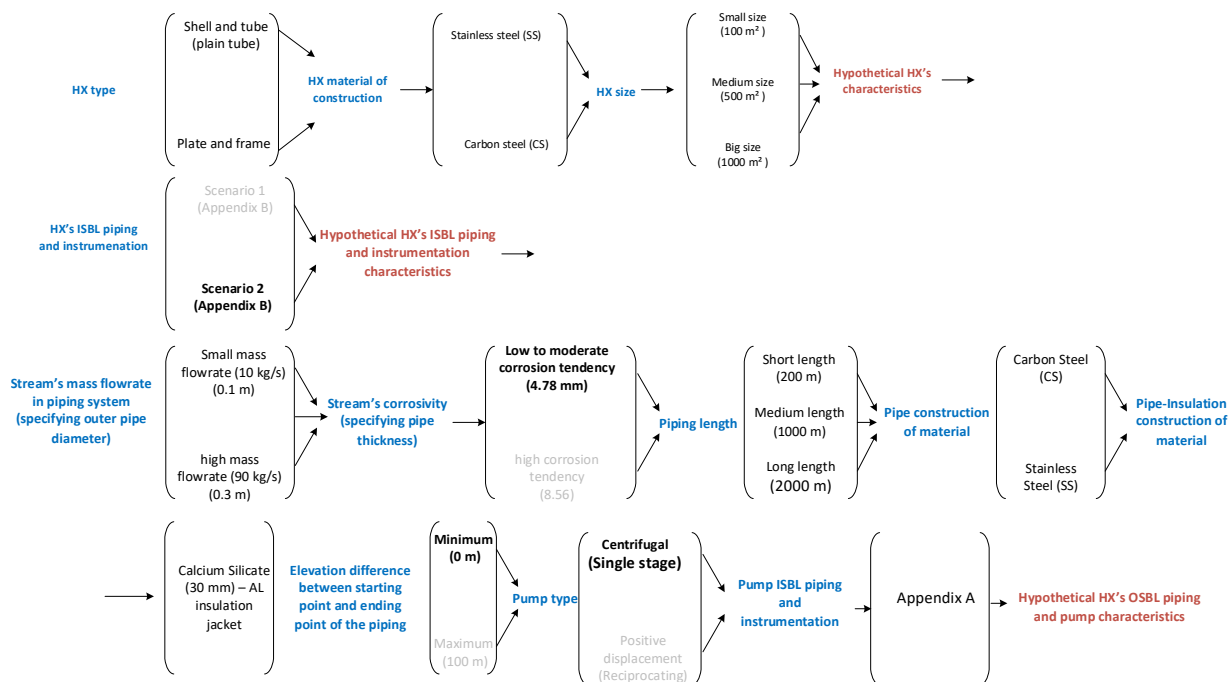 HX type
Shell and tube
(plain tube)
Plate and frame
HX material of
construction
Stainless steel (SS)
Carbon steel (CS)
HX size
Small size
(100 m² )
Medium size
(500 m² )
Big size
(1000 m² )
Hypothetical HX's
characteristics
HX's ISBL piping
and instrumenation
Scenario 1
(Appendix B)
Scenario 2
(Appendix B)
Hypothetical HX's ISBL piping
and instrumentation
characteristics
Stream's mass flowrate
in piping system
(specifying outer pipe
diameter)
Small mass
flowrate (10 kg/s)
(0.1 m)
high mass
flowrate (90 kg/s)
(0.3 m)
Stream's corrosivity
(specifying pipe
thickness)
Low to moderate
corrosion tendency
(4.78 mm)
high corrosion
tendency
(8.56)
Piping length
Short length
(200 m)
Medium length
(1000 m)
Long length
(2000 m)
Pipe construction
of material
Carbon Steel
(CS)
Stainless
Steel (SS)
Pipe-Insulation
construction of
material
Calcium Silicate
(30 mm) – AL
insulation
jacket
Elevation difference
between starting
point and ending
point of the piping
Minimum
(0 m)
Maximum
(100 m)
Pump type
Centrifugal
(Single stage)
Positive
displacement
(Reciprocating)
Pump ISBL piping
and
instrumentation
Appendix A
Hypothetical HX's OSBL piping
and pump characteristics